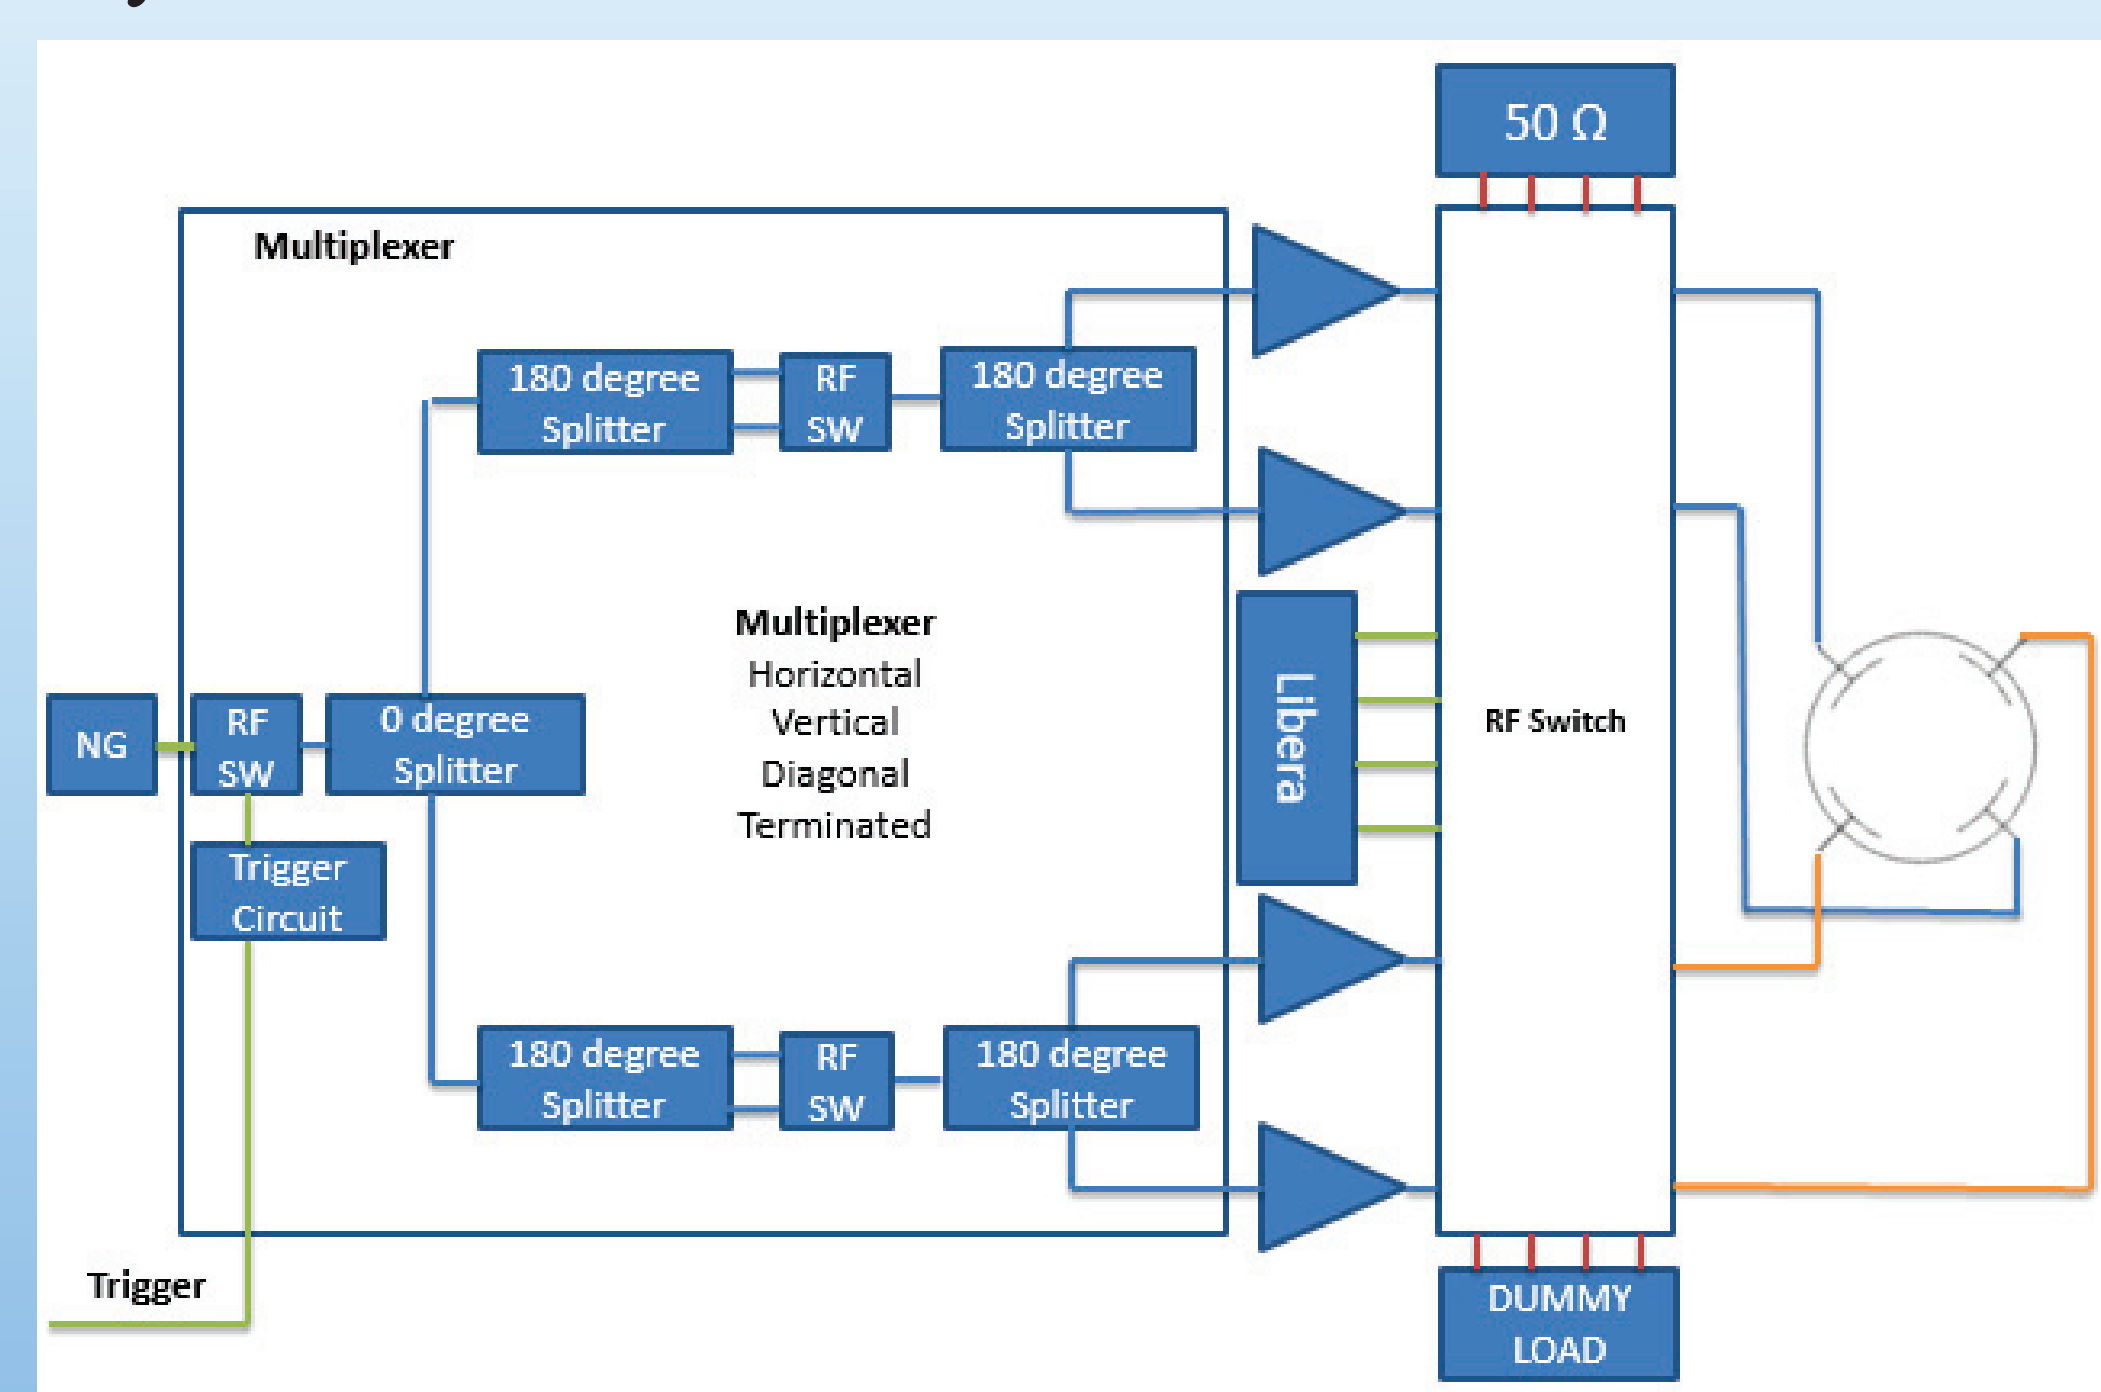 50 Ω
Multiplexer
180 degree
Splitter
RF
SW
180 degree
Splitter
Multiplexer
Horizontal
Vertical
Diagonal
Terminated
NG
RF
SW
0 degree
Splitter
Libera
RF Switch
Trigger
Circuit
180 degree
Splitter
RF
SW
180 degree
Splitter
Trigger
DUMMY
LOAD